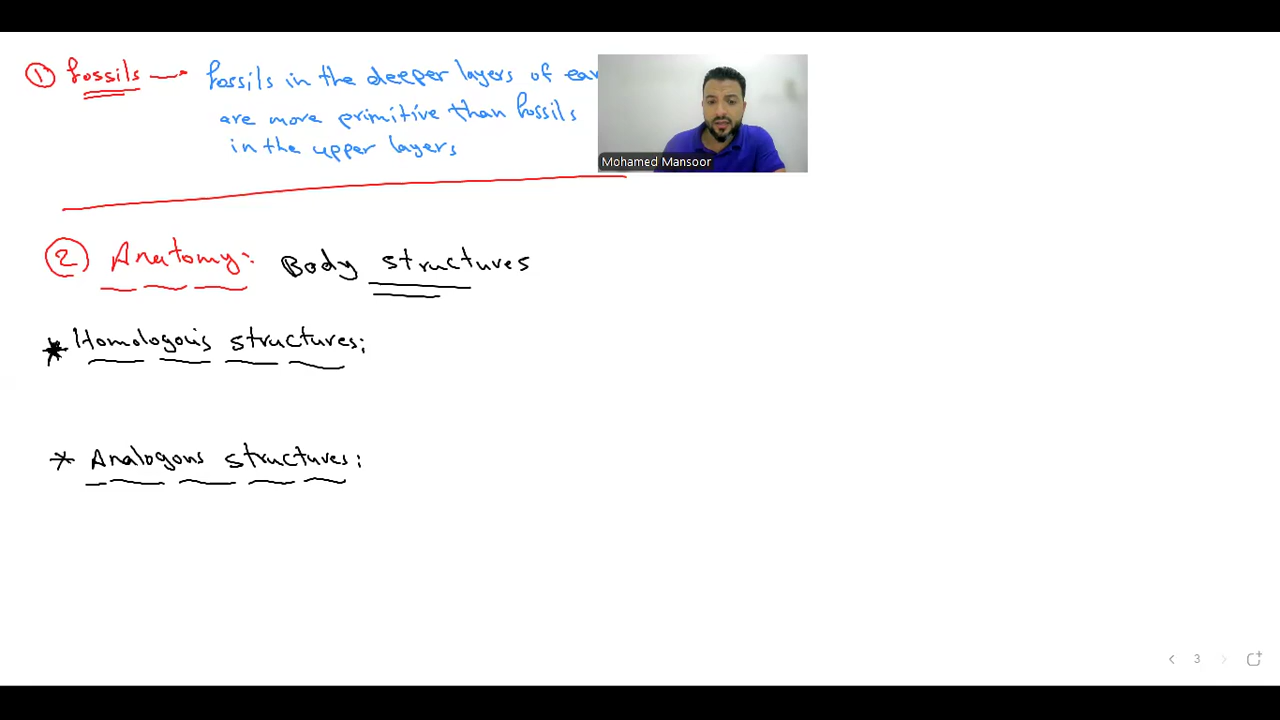 ① fossils → fossils in the deeper layers of ear
are more primitive than fossils
in the upper layers
Mohamed Mansoor
② Anatomy: Body structures
* Homologous structures:
* Analogous structures:
3